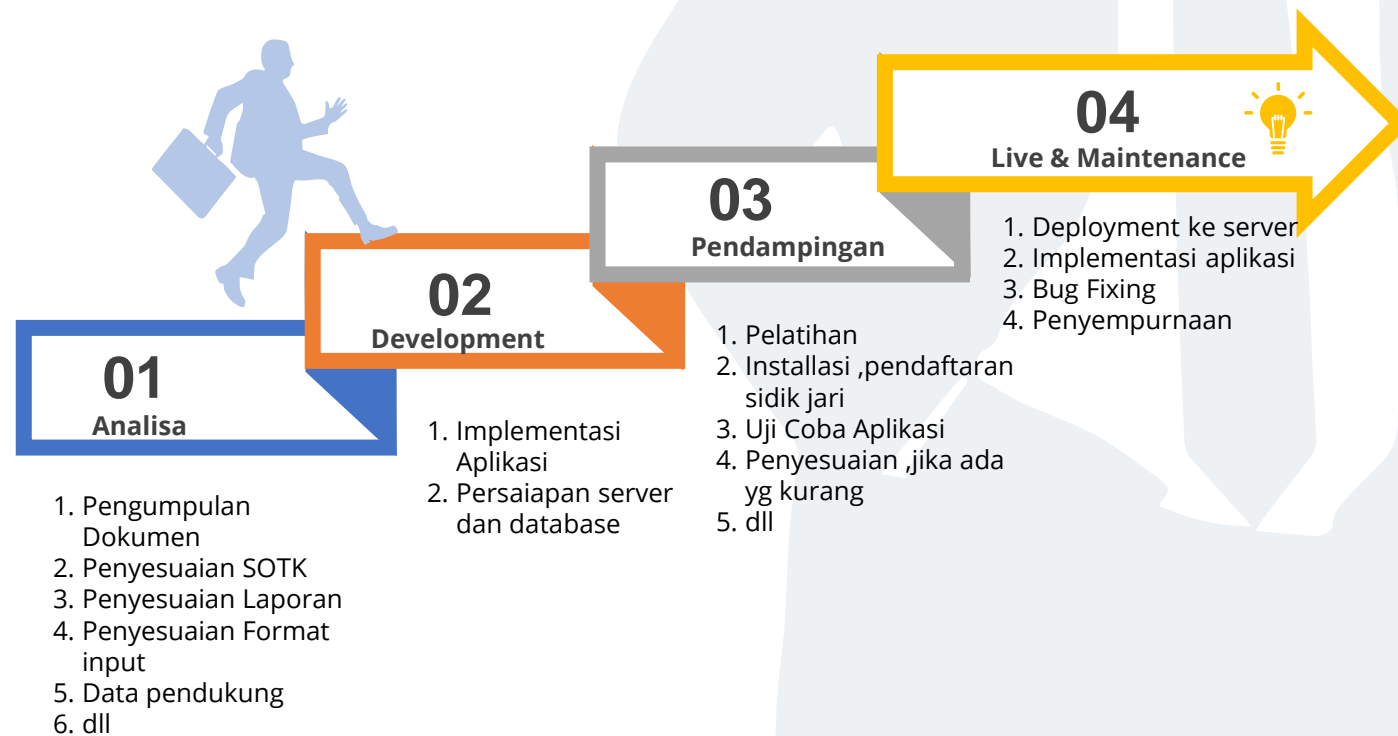 01
Analisa
1. Pengumpulan
Dokumen
2. Penyesuaian SOTK
3. Penyesuaian Laporan
4. Penyesuaian Format
input
5. Data pendukung
6. dll
02
Development
1. Implementasi
Aplikasi
2. Persaiapan server
dan database
03
Pendampingan
1. Pelatihan
2. Installasi ,pendaftaran
sidik jari
3. Uji Coba Aplikasi
4. Penyesuaian ,jika ada
yg kurang
5. dll
04
Live & Maintenance
1. Deployment ke server
2. Implementasi aplikasi
3. Bug Fixing
4. Penyempurnaan